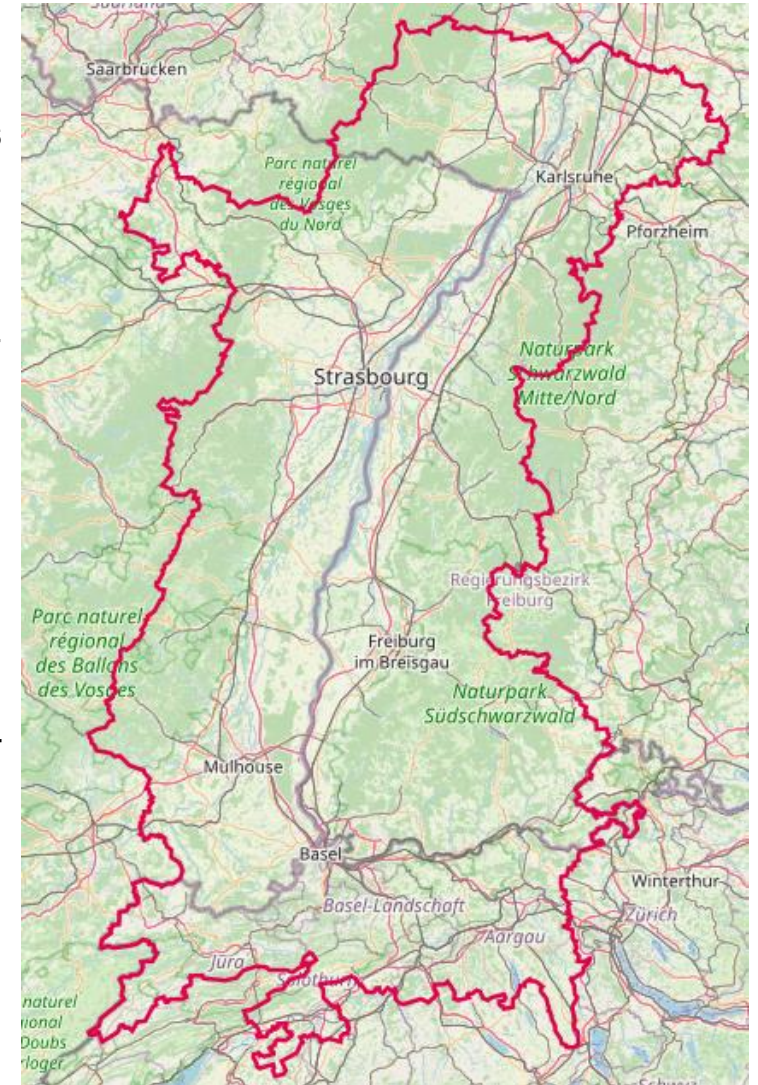 Saarland
Saarbrücken
Parc naturel
régional
des Vosges
du Nord
Karlsruhe
Pforzheim
Strasbourg
Naturpark
Schwarzwald
Mitte/Nord
Regierungsbezirk
Freiburg
Parc naturel
régional
des Ballons
des Vosges
Freiburg
im Breisgau
Naturpark
Südschwarzwald
Mulhouse
Basel
Winterthur
Basel-Landschaft
Zürich
Aargau
Jura
Solothurn
naturel
Doubs